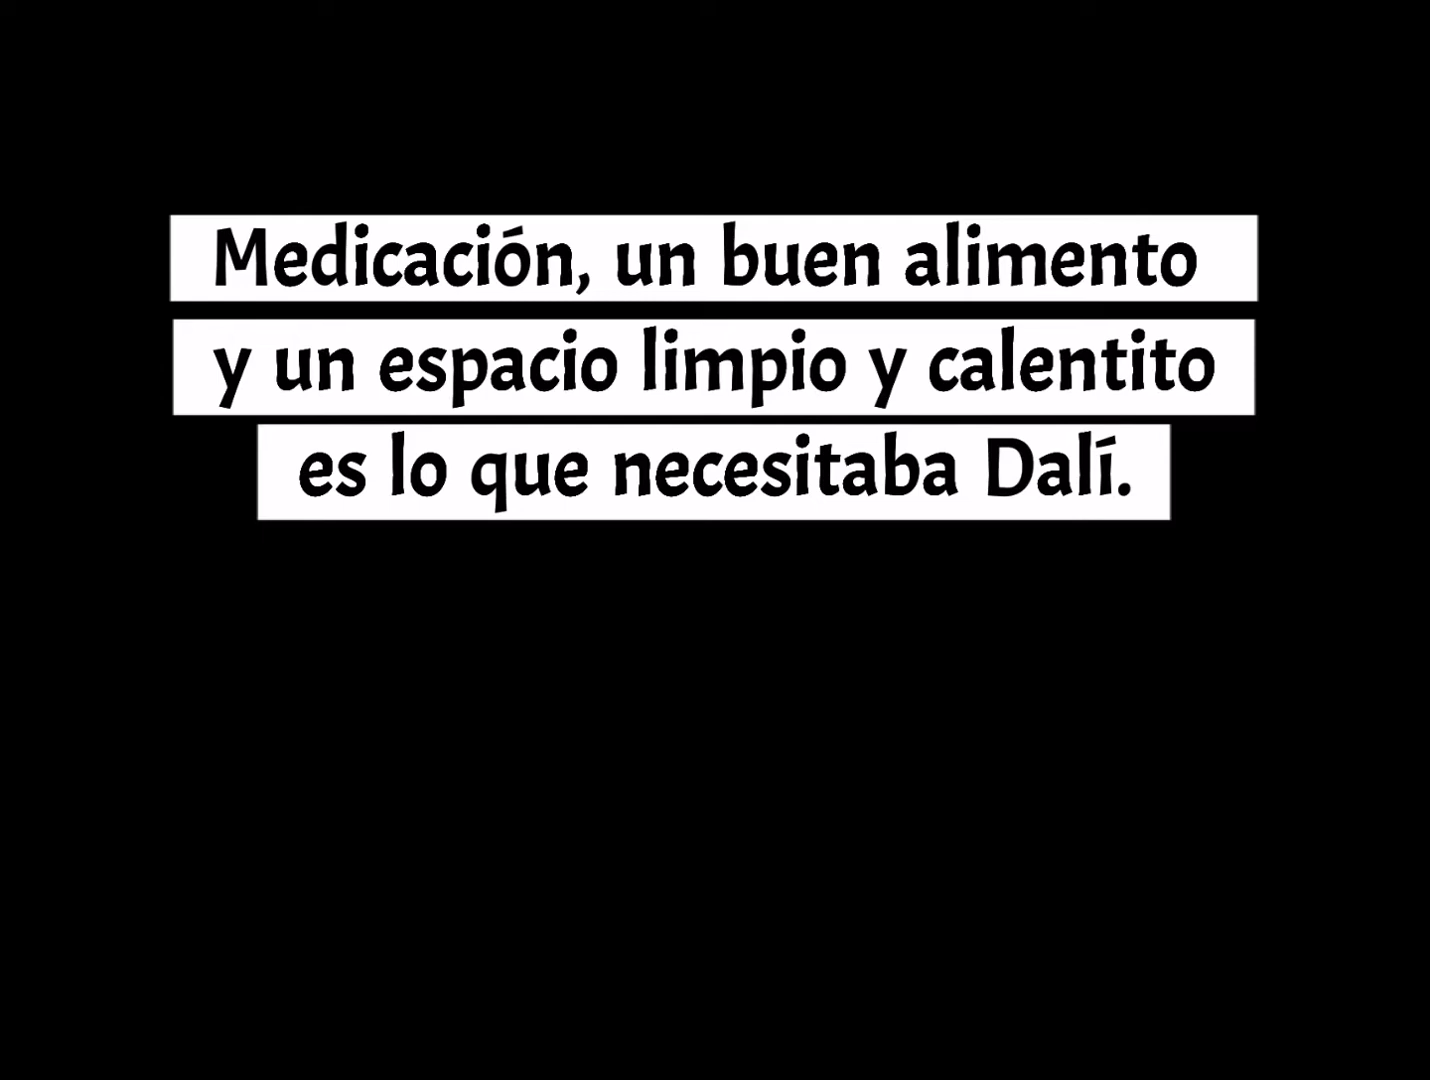 Medicación, un buen alimento
y un espacio limpio y calentito
es lo que necesitaba Dalí.